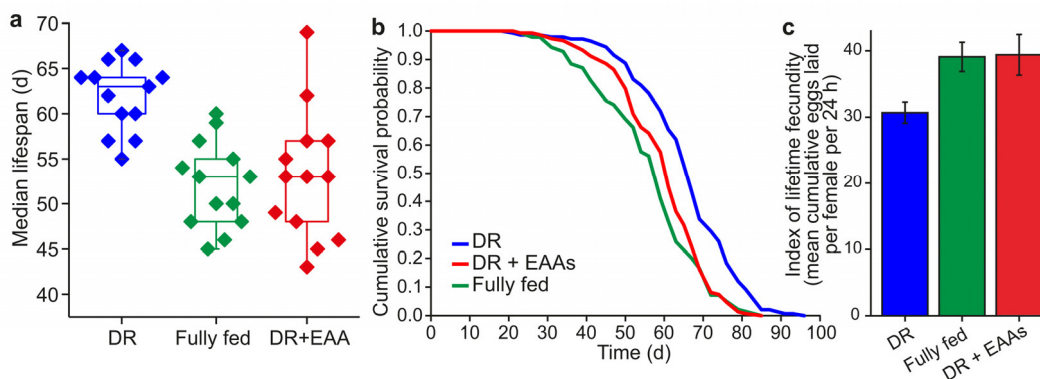 a
70
65
60
55
50
45
40
Median lifespan (d)
DR
Fully fed
DR+EAA
b
1.0
0.9
0.8
0.7
0.6
0.5
0.4
0.3
0.2
0.1
0.0
Cumulative survival probability
DR
DR + EAAs
Fully fed
0
10
20
30
40
50
60
70
80
90
100
Time (d)
c
40
30
20
10
0
Index of lifetime fecundity
(mean cumulative eggs laid
per female per 24 h)
DR
Fully fed
DR + EAAs